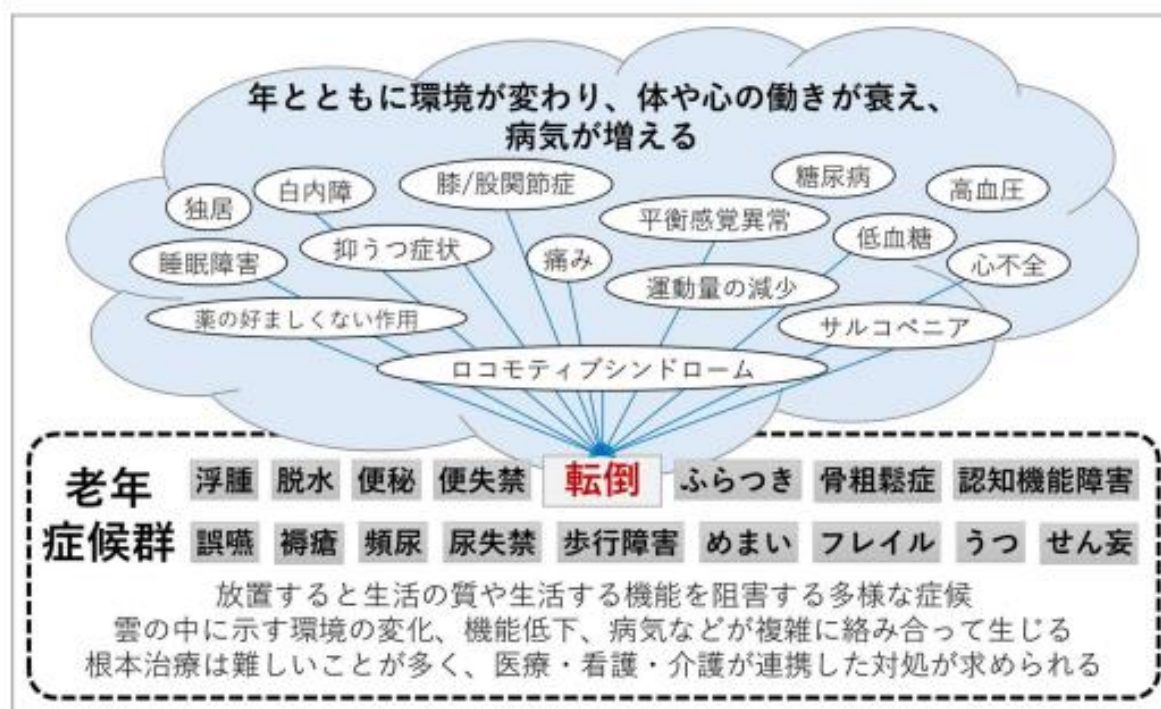 年とともに環境が変わり、体や心の働きが衰え、
病気が増える
独居
白内障
膝/股関節症
糖尿病
高血圧
睡眠障害
抑うつ症状
痛み
平衡感覚異常
低血糖
心不全
薬の好ましくない作用
運動量の減少
サルコペニア
ロコモティブシンドローム
老年
症候群
浮腫 脱水 便秘 便失禁 転倒 ふらつき 骨粗鬆症 認知機能障害
誤嚥 褥瘡 頻尿 尿失禁 歩行障害 めまい フレイル うつ せん妄
放置すると生活の質や生活する機能を阻害する多様な症候
雲の中に示す環境の変化、機能低下、病気などが複雑に絡み合って生じる
根本治療は難しいことが多く、医療・看護・介護が連携した対処が求められる